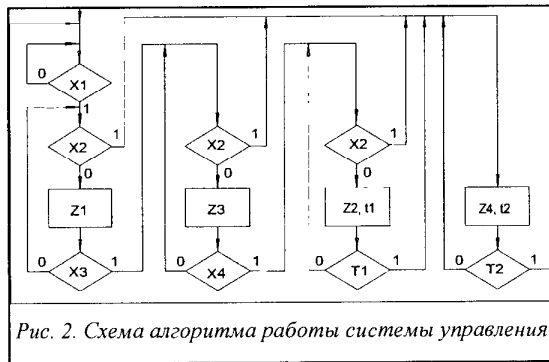 0 X1
1
X2 1 X2 1 X2 1
0 0 0
Z1 Z3 Z2, t1 Z4, t2
0 X3 1 0 X4 1 0 T1 1 0 T2 1
Рис. 2. Схема алгоритма работы системы управления